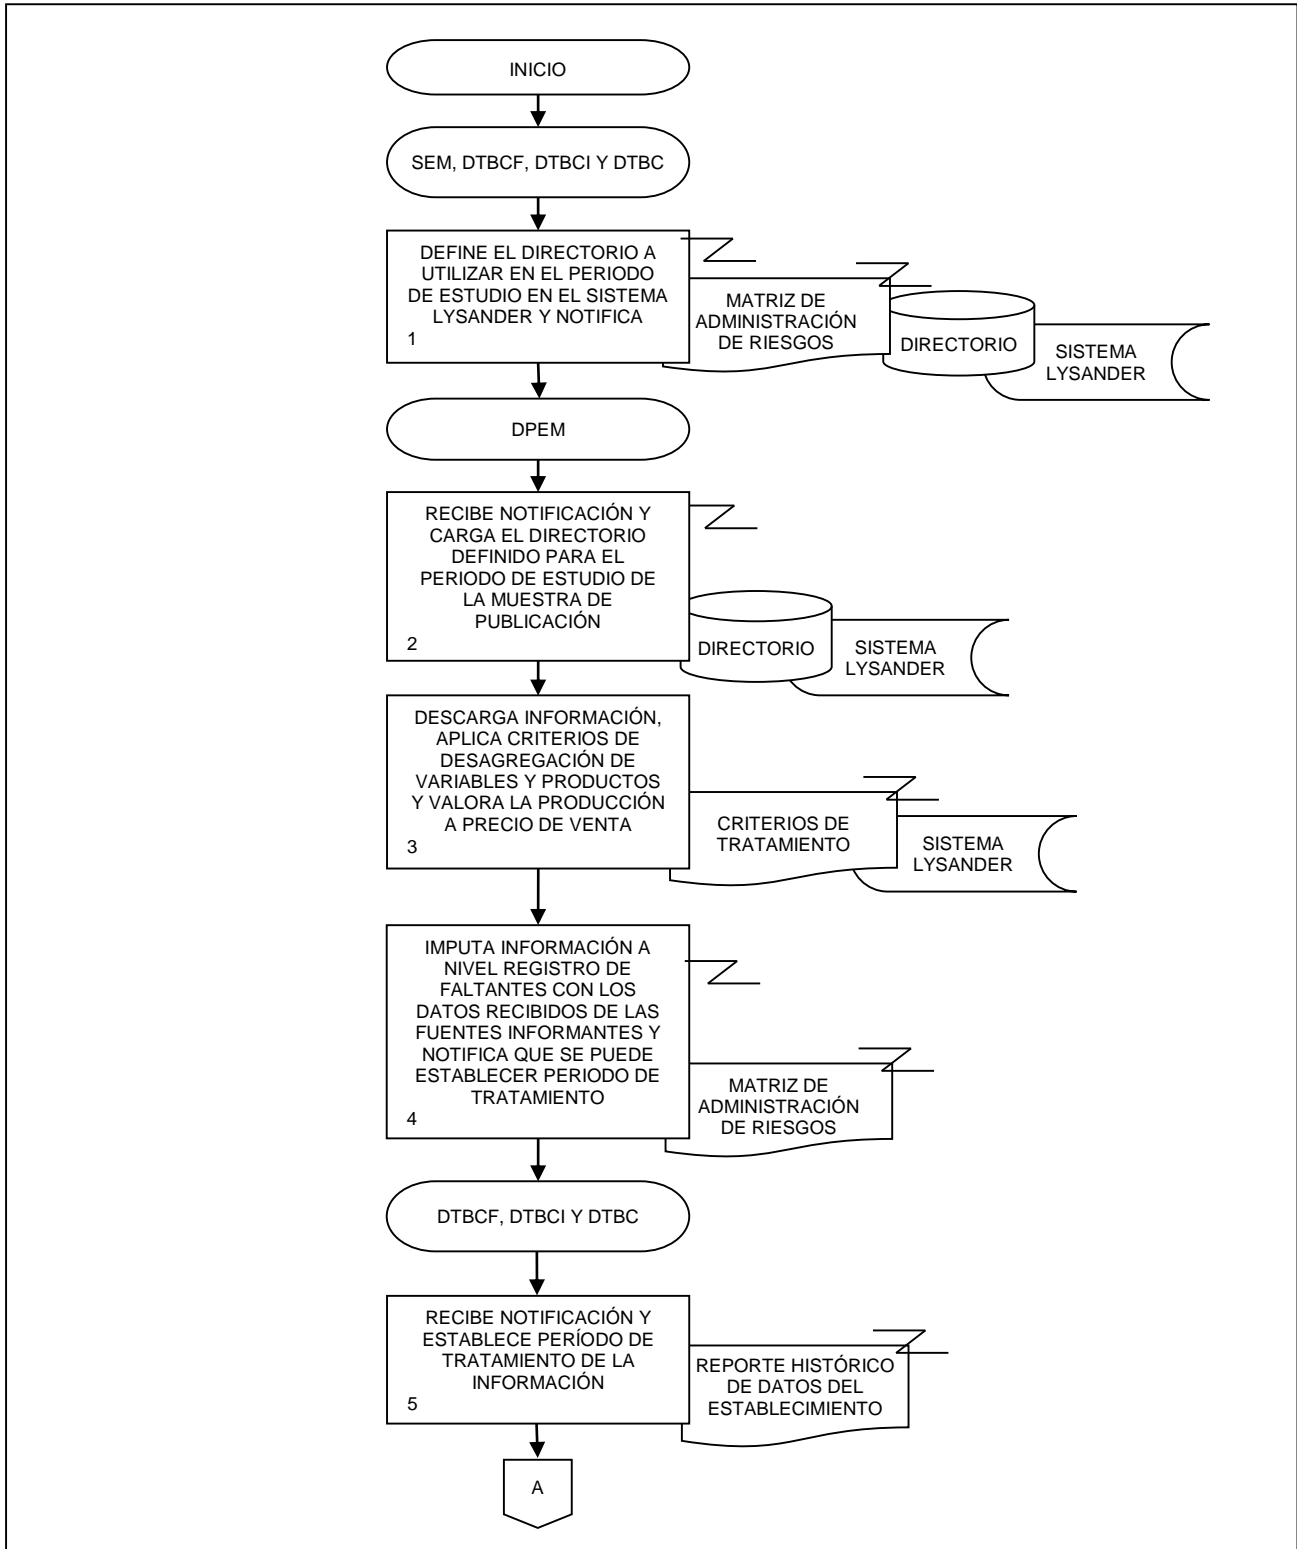 INICIO
SEM, DTBCF, DTBCI Y DTBC
DEFINE EL DIRECTORIO A
UTILIZAR EN EL PERIODO
DE ESTUDIO EN EL SISTEMA
LYSANDER Y NOTIFICA
1
MATRIZ DE
ADMINISTRACIÓN
DE RIESGOS
DIRECTORIO
SISTEMA
LYSANDER
DPEM
RECIBE NOTIFICACIÓN Y
CARGA EL DIRECTORIO
DEFINIDO PARA EL
PERIODO DE ESTUDIO DE
LA MUESTRA DE
PUBLICACIÓN
2
DIRECTORIO
SISTEMA
LYSANDER
DESCARGA INFORMACIÓN,
APLICA CRITERIOS DE
DESAGREGACIÓN DE
VARIABLES Y PRODUCTOS
Y VALORA LA PRODUCCIÓN
A PRECIO DE VENTA
3
CRITERIOS DE
TRATAMIENTO
SISTEMA
LYSANDER
IMPUTA INFORMACIÓN A
NIVEL REGISTRO DE
FALTANTES CON LOS
DATOS RECIBIDOS DE LAS
FUENTES INFORMANTES Y
NOTIFICA QUE SE PUEDE
ESTABLECER PERIODO DE
TRATAMIENTO
4
MATRIZ DE
ADMINISTRACIÓN
DE RIESGOS
DTBCF, DTBCI Y DTBC
RECIBE NOTIFICACIÓN Y
ESTABLECE PERÍODO DE
TRATAMIENTO DE LA
INFORMACIÓN
5
REPORTE HISTÓRICO
DE DATOS DEL
ESTABLECIMIENTO
A